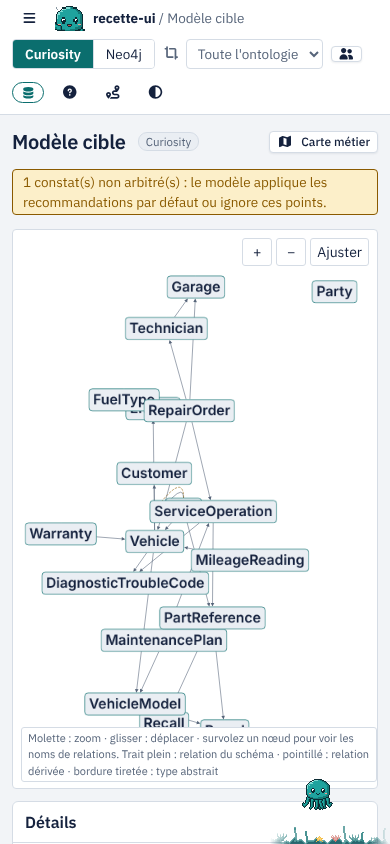 recette-ui / Modèle cible
Curiosity
Neo4j
Toute l'ontologie
Modèle cible
Curiosity
Carte métier
1 constat(s) non arbitré(s) : le modèle applique les
recommandations par défaut ou ignore ces points.
+
−
Ajuster
Garage
Party
Technician
FuelType
RepairOrder
Customer
ServiceOperation
Warranty
Vehicle
MileageReading
DiagnosticTroubleCode
PartReference
MaintenancePlan
VehicleModel
Recall
Molette : zoom · glisser : déplacer · survolez un nœud pour voir les
noms de relations. Trait plein : relation du schéma · pointillé : relation
dérivée · bordure tiretée : type abstrait
Détails